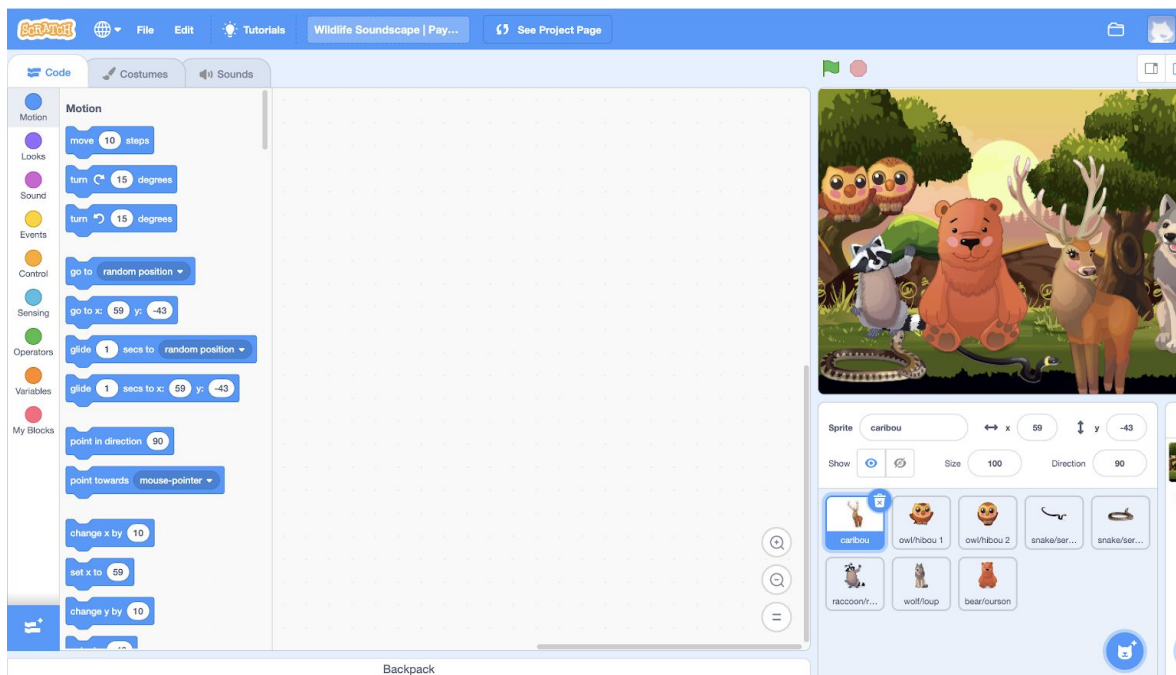 SCRATCH File Edit Tutorials Wildlife Soundscape | Pay... See Project Page
Code Costumes Sounds
Motion
Looks
Sound
Events
Control
Sensing
Operators
Variables
My Blocks
Motion
move 10 steps
turn 15 degrees
turn 15 degrees
go to random position
go to x: 59 y: -43
glide 1 secs to random position
glide 1 secs to x: 59 y: -43
point in direction 90
point towards mouse-pointer
change x by 10
set x to 59
change y by 10
Backpack
Sprite caribou x 59 y -43
Show Size 100 Direction 90
caribou owl/hibou 1 owl/hibou 2 snake/ser... snake/ser...
raccoon/r... wolf/loup bear/ourson